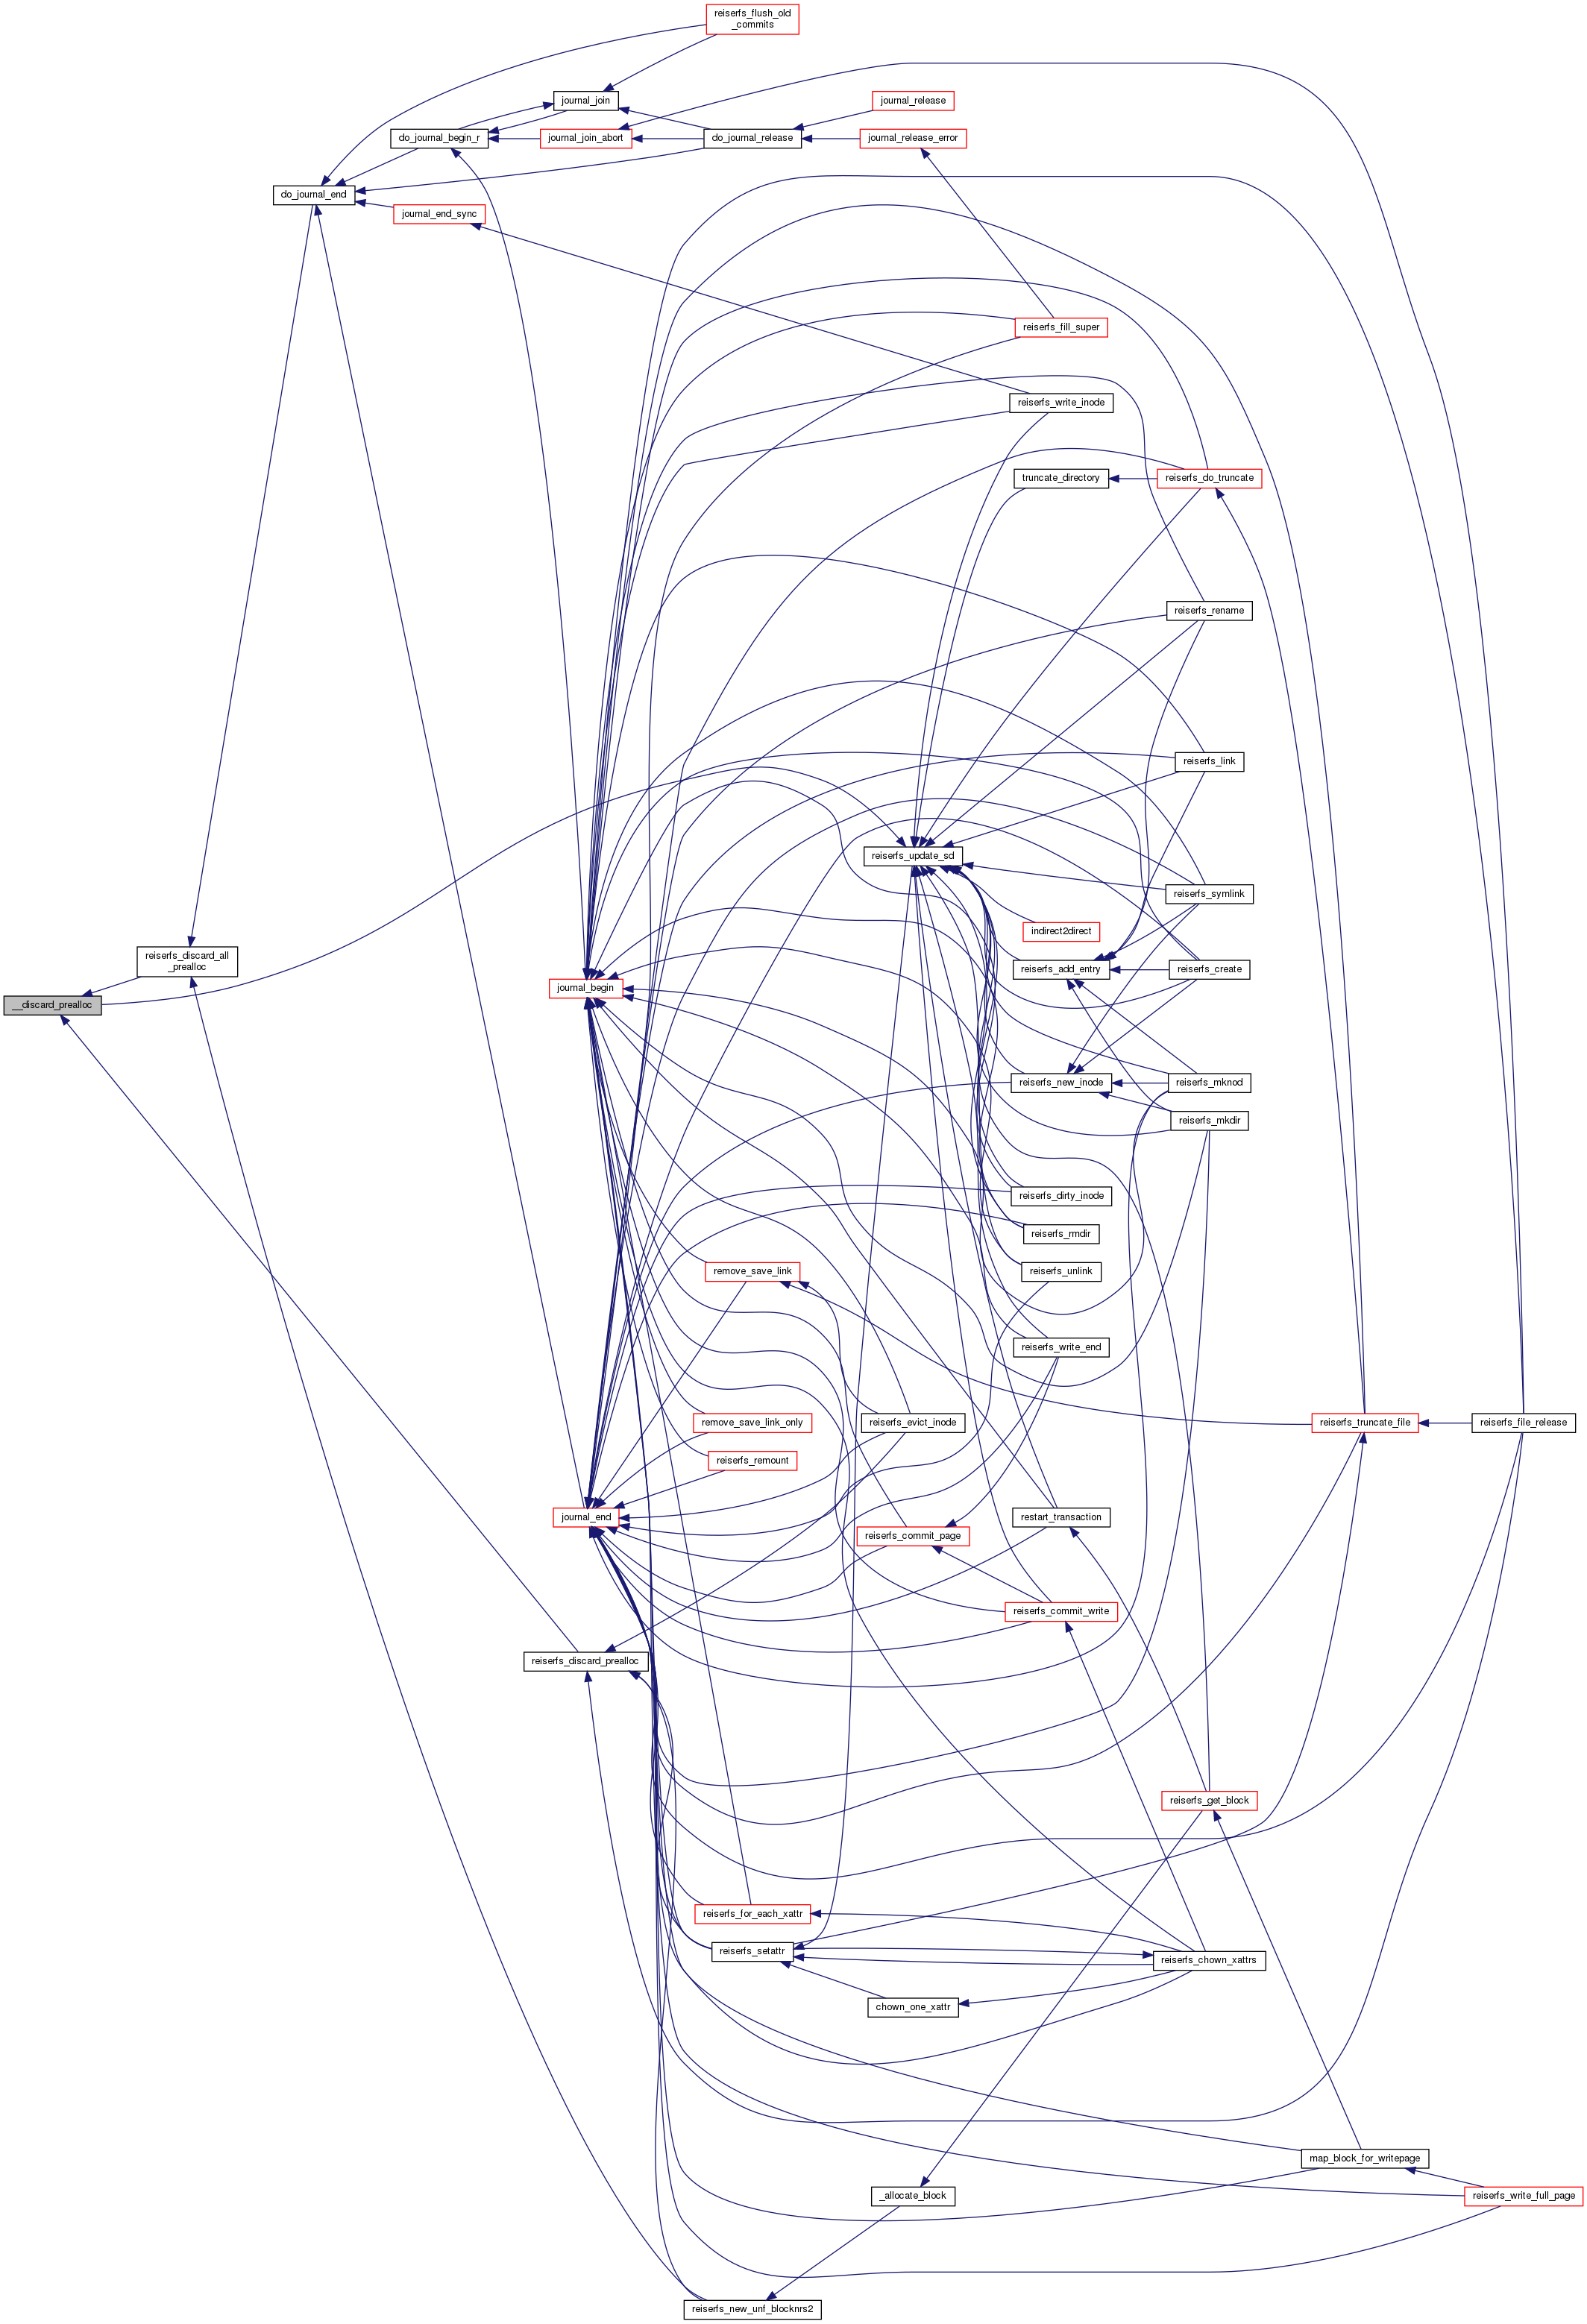 reiserfs_flush_old
_commits
journal_join
journal_release
do_journal_begin_r
journal_join_abort
do_journal_release
journal_release_error
do_journal_end
journal_end_sync
reiserfs_fill_super
reiserfs_write_inode
truncate_directory
reiserfs_do_truncate
reiserfs_rename
reiserfs_link
reiserfs_update_sd
reiserfs_symlink
indirect2direct
reiserfs_discard_all
_prealloc
reiserfs_add_entry
reiserfs_create
journal_begin
__discard_prealloc
reiserfs_new_inode
reiserfs_mknod
reiserfs_mkdir
reiserfs_dirty_inode
reiserfs_rmdir
remove_save_link
reiserfs_unlink
reiserfs_write_end
remove_save_link_only
reiserfs_evict_inode
reiserfs_truncate_file
reiserfs_file_release
reiserfs_remount
journal_end
restart_transaction
reiserfs_commit_page
reiserfs_commit_write
reiserfs_discard_prealloc
reiserfs_get_block
reiserfs_for_each_xattr
reiserfs_setattr
reiserfs_chown_xattrs
chown_one_xattr
map_block_for_writepage
_allocate_block
reiserfs_write_full_page
reiserfs_new_unf_blocknrs2